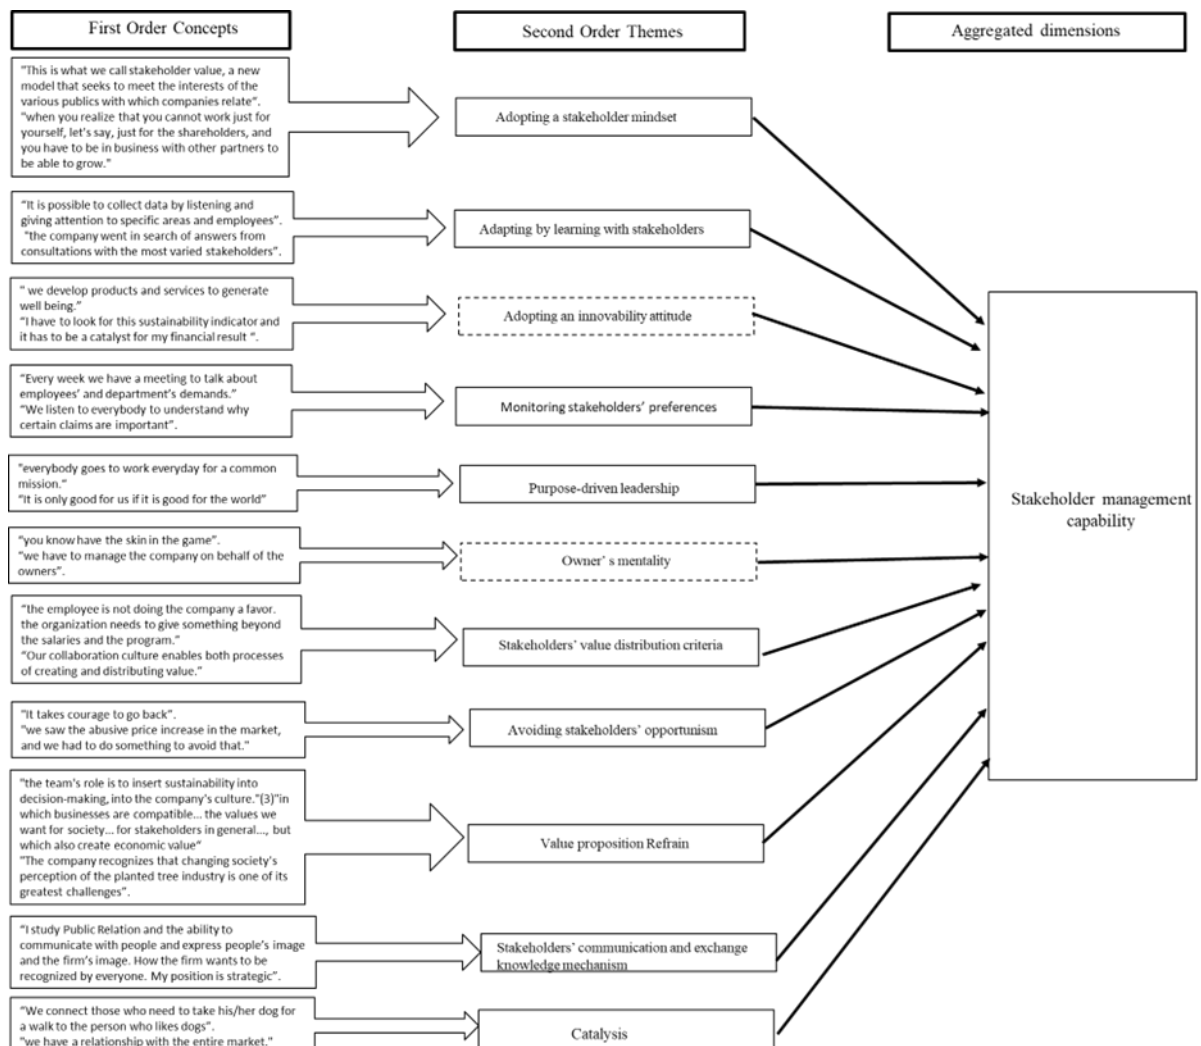 First Order Concepts
Second Order Themes
Aggregated dimensions
"This is what we call stakeholder value, a new
model that seeks to meet the interests of the
various publics with which companies relate".
"when you realize that you cannot work just for
yourself, let's say, just for the shareholders, and
you have to be in business with other partners to
be able to grow."
Adopting a stakeholder mindset
"It is possible to collect data by listening and
giving attention to specific areas and employees".
"the company went in search of answers from
consultations with the most varied stakeholders".
Adapting by learning with stakeholders
" we develop products and services to generate
well being."
"I have to look for this sustainability indicator and
it has to be a catalyst for my financial result ".
Adopting an innovability attitude
"Every week we have a meeting to talk about
employees' and department's demands."
"We listen to everybody to understand why
certain claims are important".
Monitoring stakeholders' preferences
"everybody goes to work everyday for a common
mission."
"It is only good for us if it is good for the world"
Purpose-driven leadership
"you know have the skin in the game".
"we have to manage the company on behalf of the
owners".
Owner' s mentality
"the employee is not doing the company a favor.
the organization needs to give something beyond
the salaries and the program."
"Our collaboration culture enables both processes
of creating and distributing value."
Stakeholders' value distribution criteria
"It takes courage to go back".
"we saw the abusive price increase in the market,
and we had to do something to avoid that."
Avoiding stakeholders' opportunism
"the team's role is to insert sustainability into
decision-making, into the company's culture."(3)"in
which businesses are compatible... the values we
want for society... for stakeholders in general..., but
which also create economic value"
"The company recognizes that changing society's
perception of the planted tree industry is one of its
greatest challenges".
Value proposition Refrain
"I study Public Relation and the ability to
communicate with people and express people's image
and the firm's image. How the firm wants to be
recognized by everyone. My position is strategic".
Stakeholders' communication and exchange
knowledge mechanism
"We connect those who need to take his/her dog for
a walk to the person who likes dogs".
"we have a relationship with the entire market."
Catalysis
Stakeholder management
capability